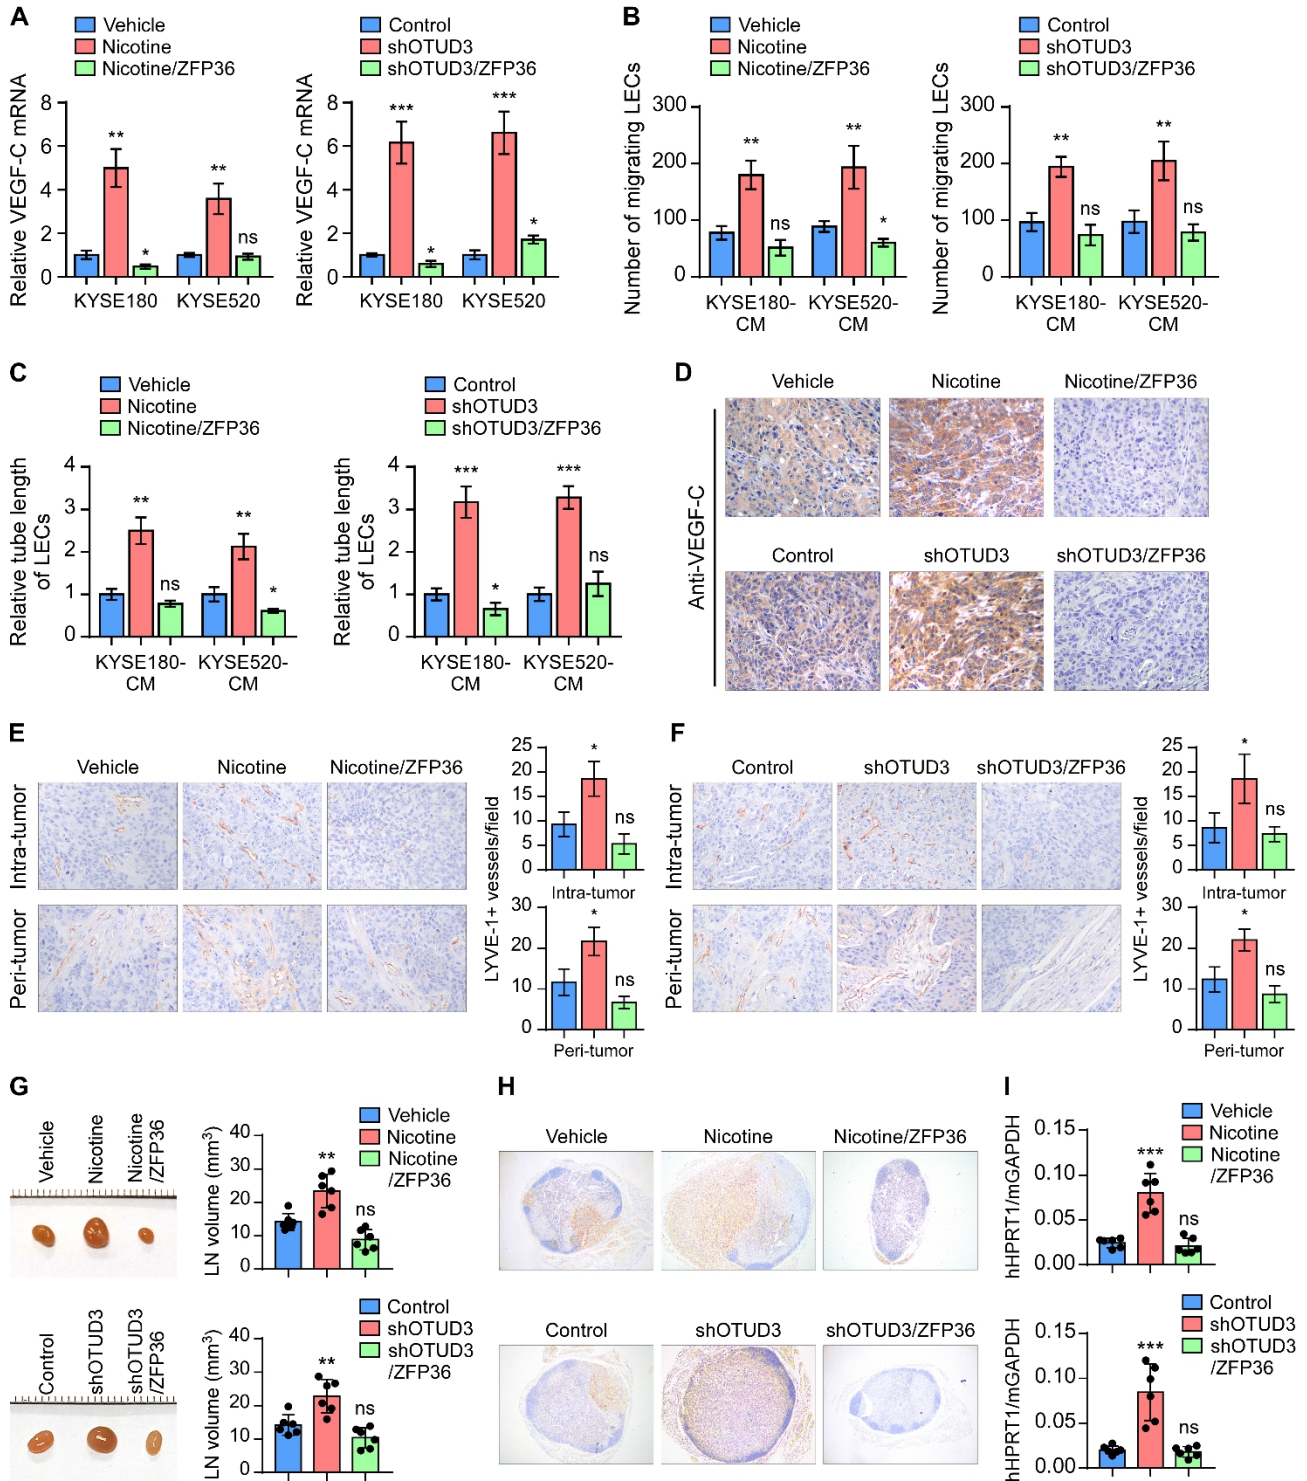 A
Vehicle
Nicotine
Nicotine/ZFP36
Relative VEGF-C mRNA
8
6
4
2
0
**
*
**
ns
KYSE180
KYSE520
Control
shOTUD3
shOTUD3/ZFP36
Relative VEGF-C mRNA
8
6
4
2
0
***
*
***
*
KYSE180
KYSE520
B
Control
Nicotine
Nicotine/ZFP36
Number of migrating LECs
300
200
100
0
**
ns
**
*
KYSE180-
CM
KYSE520-
CM
Control
shOTUD3
shOTUD3/ZFP36
Number of migrating LECs
300
200
100
0
**
ns
**
ns
KYSE180-
CM
KYSE520-
CM
C
Vehicle
Nicotine
Nicotine/ZFP36
Relative tube length
of LECs
4
3
2
1
0
**
ns
**
*
KYSE180-
CM
KYSE520-
CM
Control
shOTUD3
shOTUD3/ZFP36
Relative tube length
of LECs
4
3
2
1
0
***
*
***
ns
KYSE180-
CM
KYSE520-
CM
D
Anti-VEGF-C
Vehicle
Nicotine
Nicotine/ZFP36
Control
shOTUD3
shOTUD3/ZFP36
E
Vehicle
Nicotine
Nicotine/ZFP36
Intra-tumor
Peri-tumor
LYVE-1+ vessels/field
25
20
15
10
5
0
*
ns
Intra-tumor
30
20
10
0
*
ns
Peri-tumor
F
Control
shOTUD3
shOTUD3/ZFP36
Intra-tumor
Peri-tumor
LYVE-1+ vessels/field
25
20
15
10
5
0
*
ns
Intra-tumor
30
20
10
0
*
ns
Peri-tumor
G
Vehicle
Nicotine
Nicotine
/ZFP36
Vehicle
Nicotine
Nicotine
/ZFP36
LN volume (mm3)
40
30
20
10
0
**
ns
Control
shOTUD3
shOTUD3
/ZFP36
Control
shOTUD3
shOTUD3
/ZFP36
LN volume (mm3)
40
20
10
0
**
ns
H
Vehicle
Nicotine
Nicotine/ZFP36
Control
shOTUD3
shOTUD3/ZFP36
I
Vehicle
Nicotine
Nicotine
/ZFP36
hHPRT1/mGAPDH
0.15
0.10
0.05
0.00
***
ns
Control
shOTUD3
shOTUD3
/ZFP36
hHPRT1/mGAPDH
0.15
0.10
0.05
0.00
***
ns